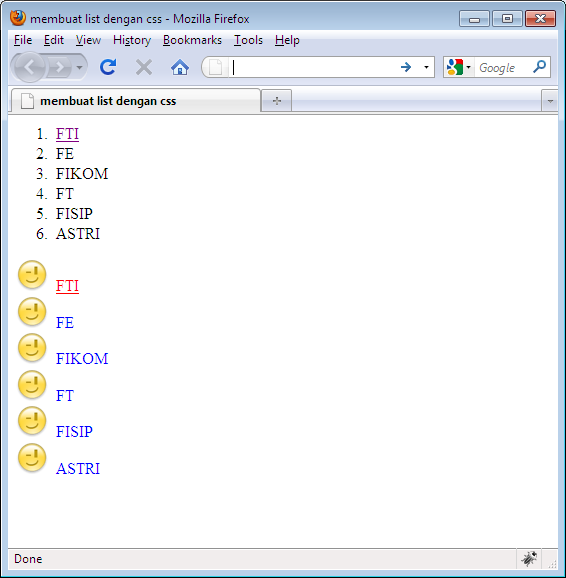 membuat list dengan css - Mozilla Firefox
File Edit View History Bookmarks Tools Help
Google
membuat list dengan css
1. FTI
2. FE
3. FIKOM
4. FT
5. FISIP
6. ASTRI
FTI
FE
FIKOM
FT
FISIP
ASTRI
Done